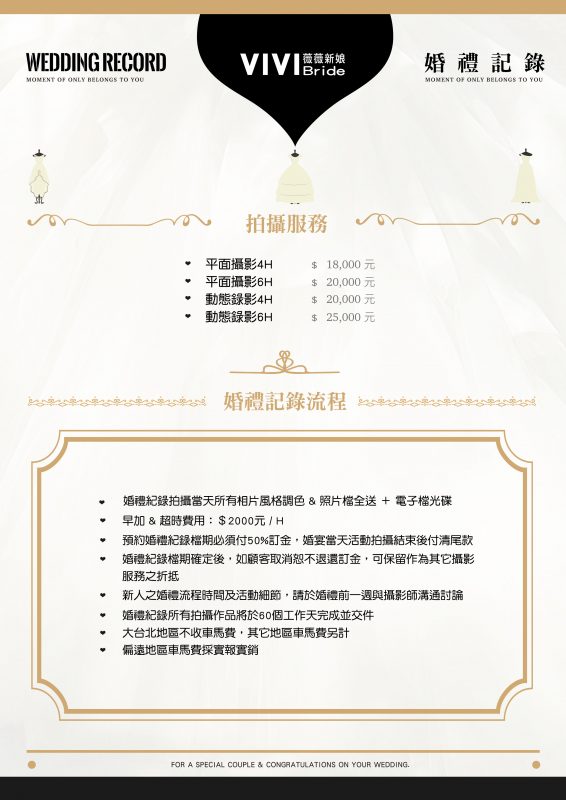 WEDDING RECORD
MOMENT OF ONLY BELONGS TO YOU
VIVI 薇薇新娘 Bride
婚禮記錄
MOMENT OF ONLY BELONGS TO YOU
拍攝服務
平面攝影4H $ 18,000 元
平面攝影6H $ 20,000 元
動態錄影4H $ 20,000 元
動態錄影6H $ 25,000 元
婚禮記錄流程
婚禮紀錄拍攝當天所有相片風格調色 & 照片檔全送 + 電子檔光碟
早加 & 超時費用：$2000元 / H
預約婚禮紀錄檔期必須付50%訂金，婚宴當天活動拍攝結束後付清尾款
婚禮紀錄檔期確定後，如顧客取消恕不退還訂金，可保留作為其它攝影
服務之折抵
新人之婚禮流程時間及活動細節，請於婚禮前一週與攝影師溝通討論
婚禮紀錄所有拍攝作品將於60個工作天完成並交件
大台北地區不收車馬費，其它地區車馬費另計
偏遠地區車馬費採實報實銷
FOR A SPECIAL COUPLE & CONGRATULATIONS ON YOUR WEDDING.